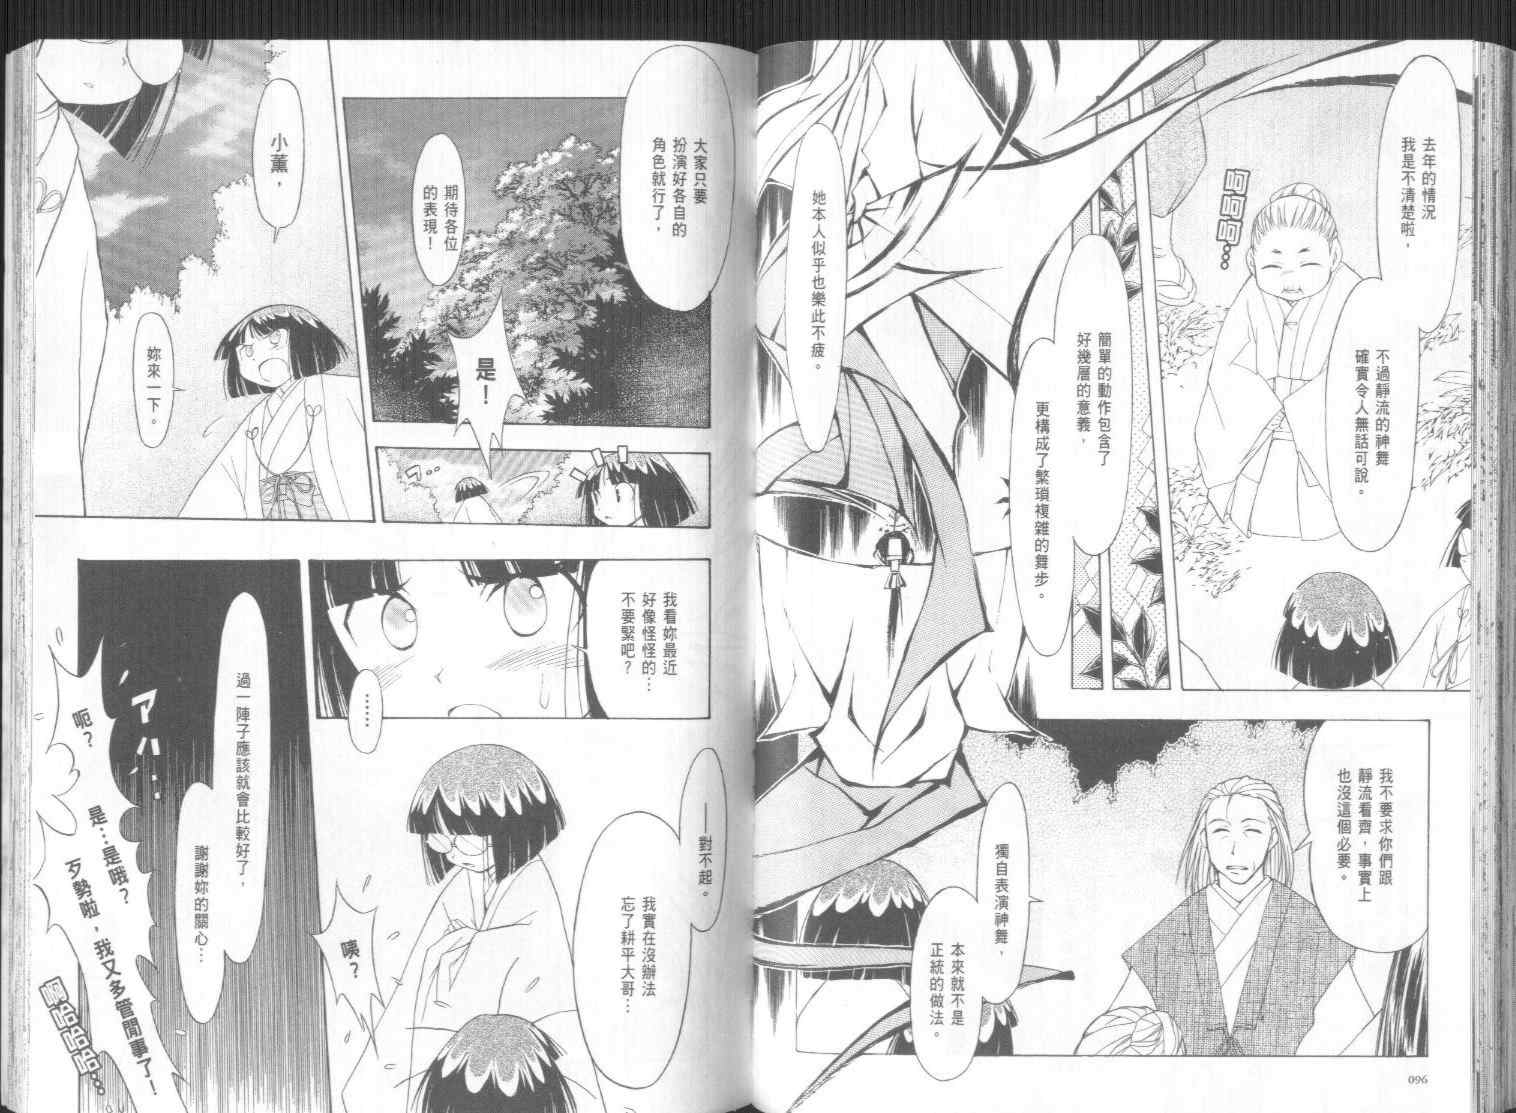 去年的情況
我是不清楚啦，
呵呵呵…
不過靜流的神舞
確實令人無話可說。
簡單的動作包含了
好幾層的意義，
更構成了繁瑣複雜的舞步。
她本人似乎也樂此不疲。
我不要求你們跟
靜流看齊，事實上
也沒這個必要。
獨自表演神舞，
本來就不是
正統的做法。
096
大家只要
扮演好各自的
角色就行了，
期待各位
的表現！
是！
小薰，
妳來一下。
我看妳最近
好像怪怪的…
不要緊吧？
……
——對不起。
我實在沒辦法
忘了耕平大哥…
咦？
過一陣子應該就會比較好了，
謝謝妳的關心…
アハ…
呃？
是…是哦？
歹勢啦，我又多管閒事了！
啊哈哈哈…